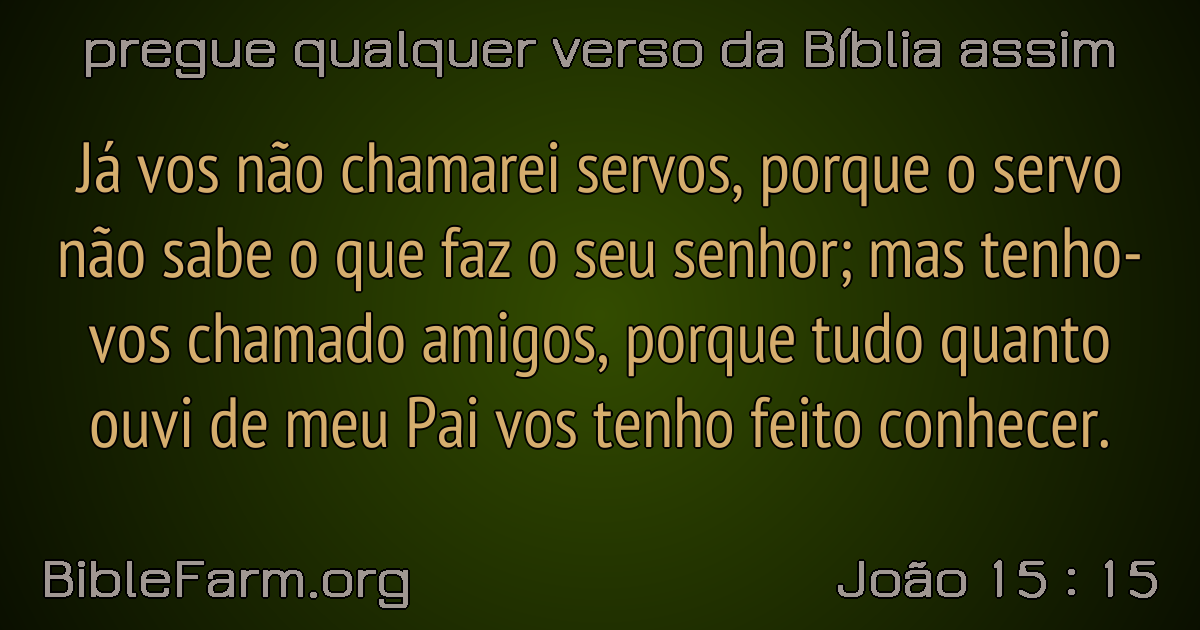 pregue qualquer verso da Bíblia assim
Já vos não chamarei servos, porque o servo
não sabe o que faz o seu senhor; mas tenho-
vos chamado amigos, porque tudo quanto
ouvi de meu Pai vos tenho feito conhecer.
BibleFarm.org
João 15 : 15